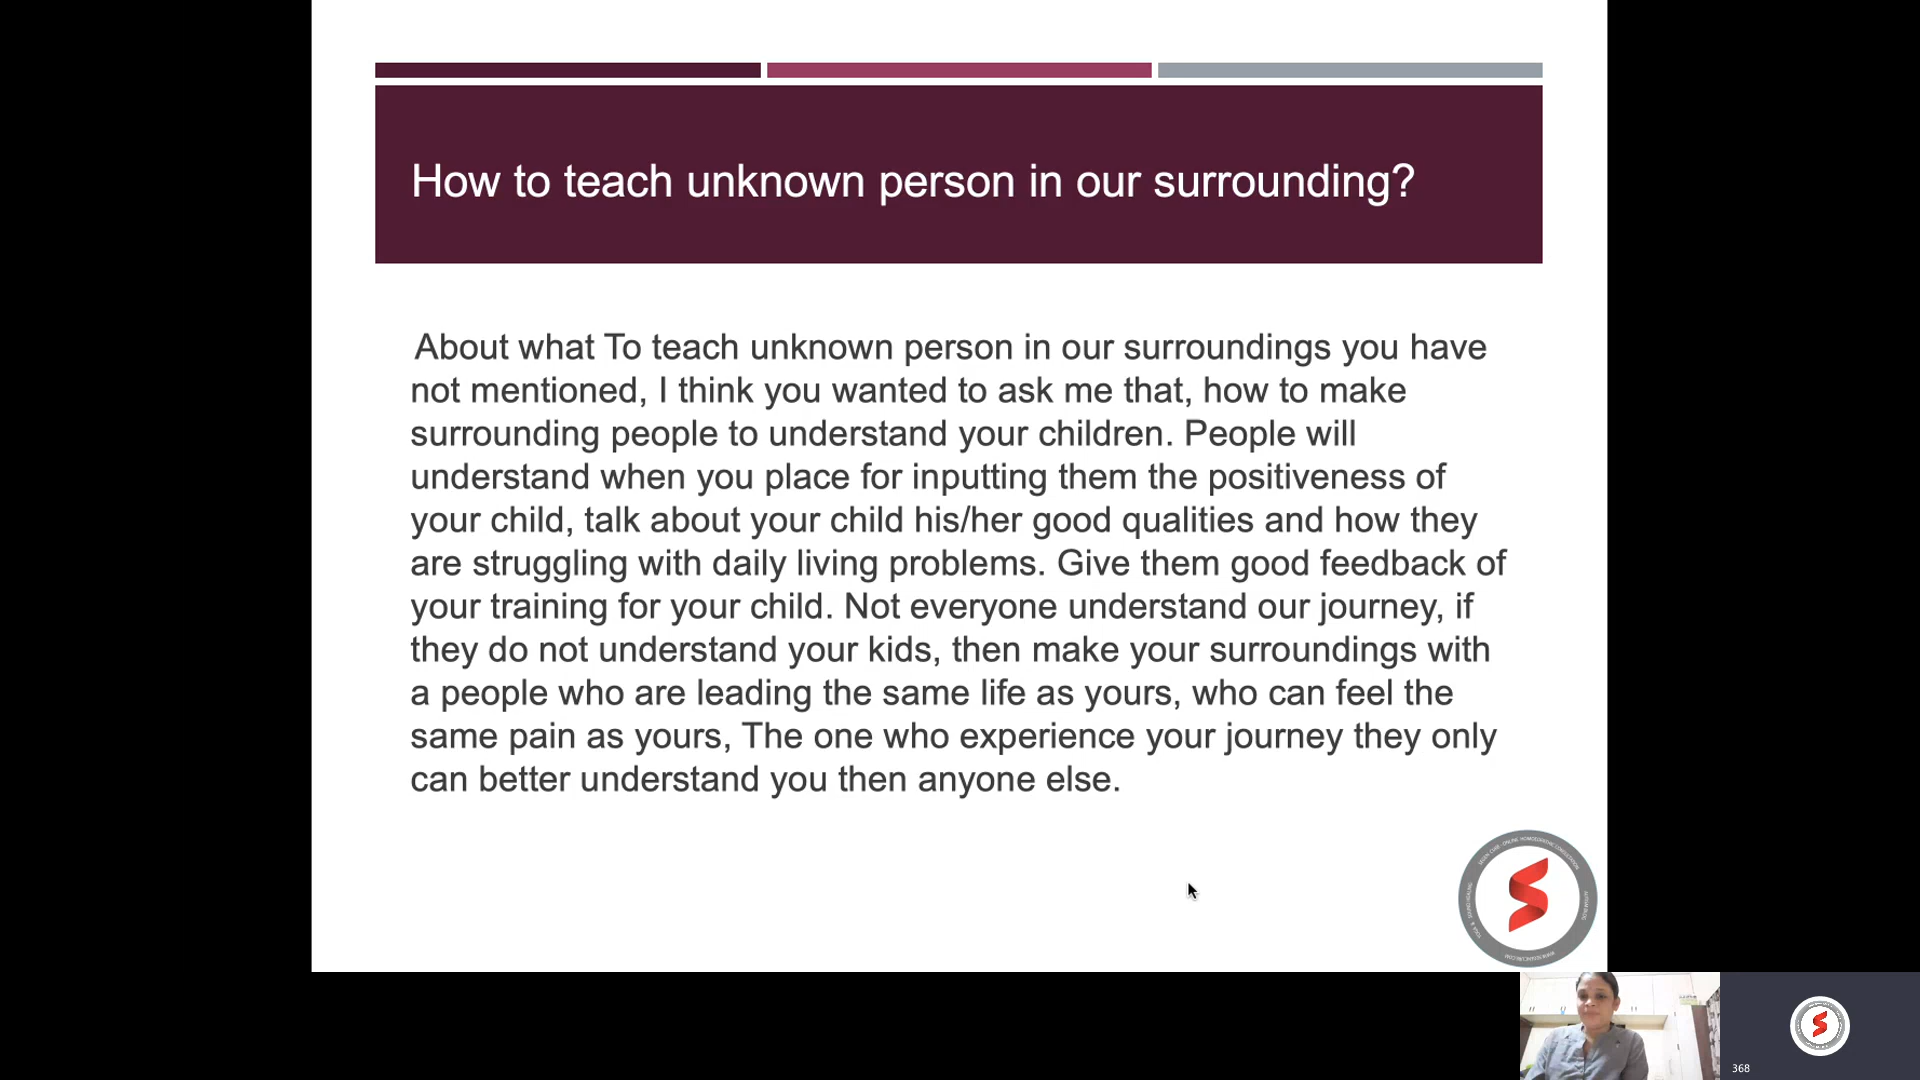 How to teach unknown person in our surrounding?
About what To teach unknown person in our surroundings you have
not mentioned, I think you wanted to ask me that, how to make
surrounding people to understand your children. People will
understand when you place for inputting them the positiveness of
your child, talk about your child his/her good qualities and how they
are struggling with daily living problems. Give them good feedback of
your training for your child. Not everyone understand our journey, if
they do not understand your kids, then make your surroundings with
a people who are leading the same life as yours, who can feel the
same pain as yours, The one who experience your journey they only
can better understand you then anyone else.
368